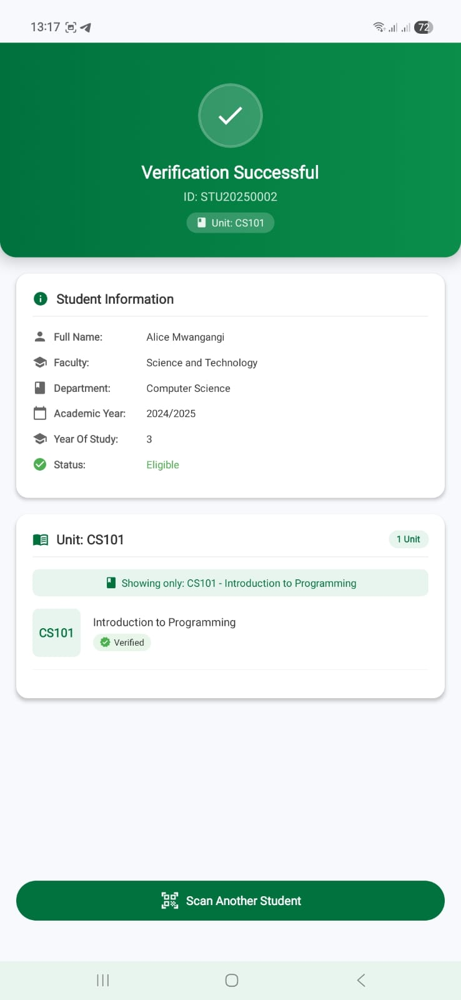 13:17
72
Verification Successful
ID: STU20250002
Unit: CS101
Student Information
Full Name: Alice Mwangangi
Faculty: Science and Technology
Department: Computer Science
Academic Year: 2024/2025
Year Of Study: 3
Status: Eligible
Unit: CS101
1 Unit
Showing only: CS101 - Introduction to Programming
CS101
Introduction to Programming
Verified
Scan Another Student